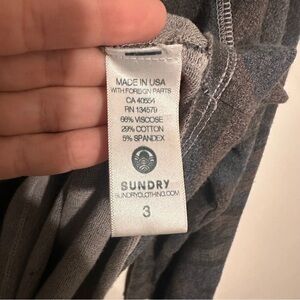 MADE IN USA
WITH FOREIGN PARTS
CA 40554
RN 134579
66% VISCOSE
29% COTTON
5% SPANDEX
SUNDRY
SUNDRYCLOTHING.COM
3